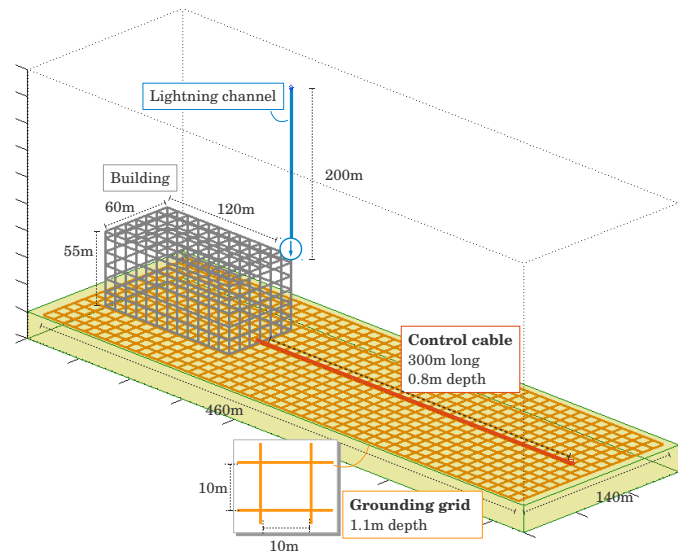 Lightning channel
200m
Building
60m
120m
55m
Control cable
300m long
0.8m depth
460m
10m
Grounding grid
1.1m depth
140m
10m